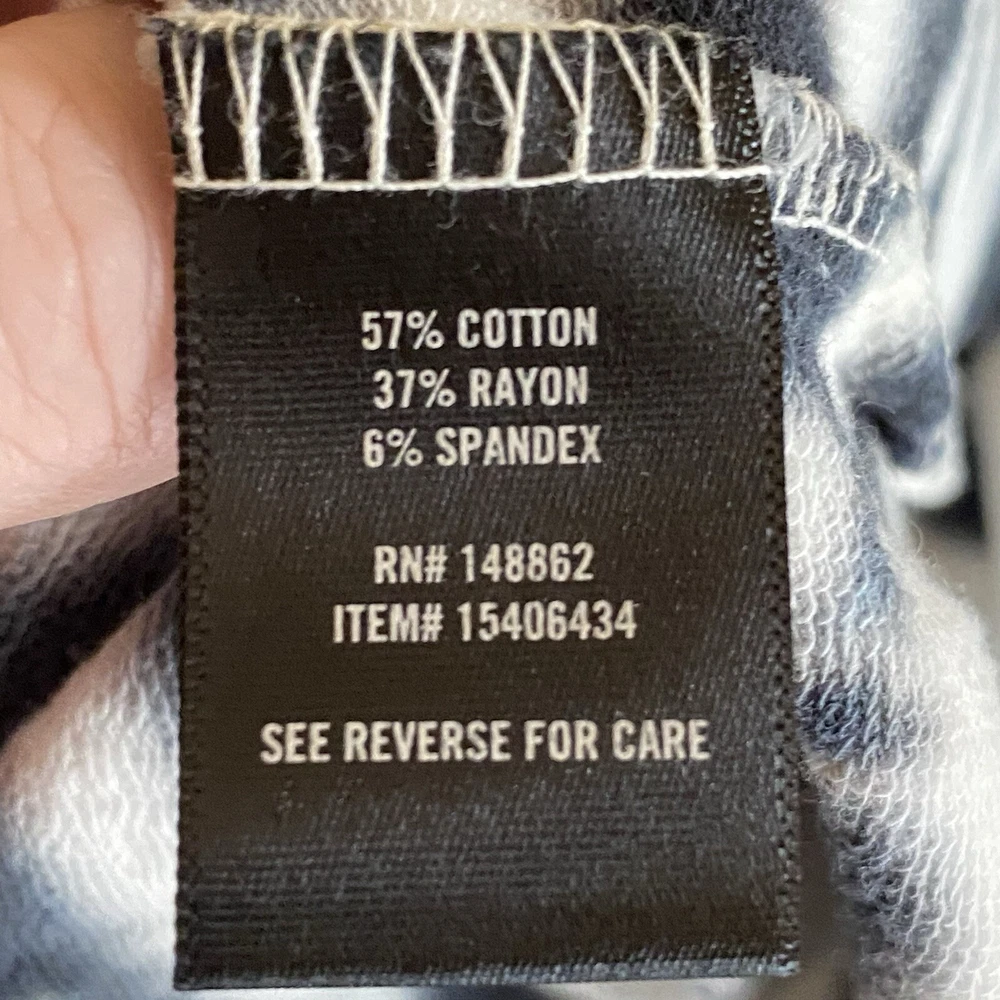 57% COTTON
37% RAYON
6% SPANDEX
RN# 148862
ITEM# 15406434
SEE REVERSE FOR CARE